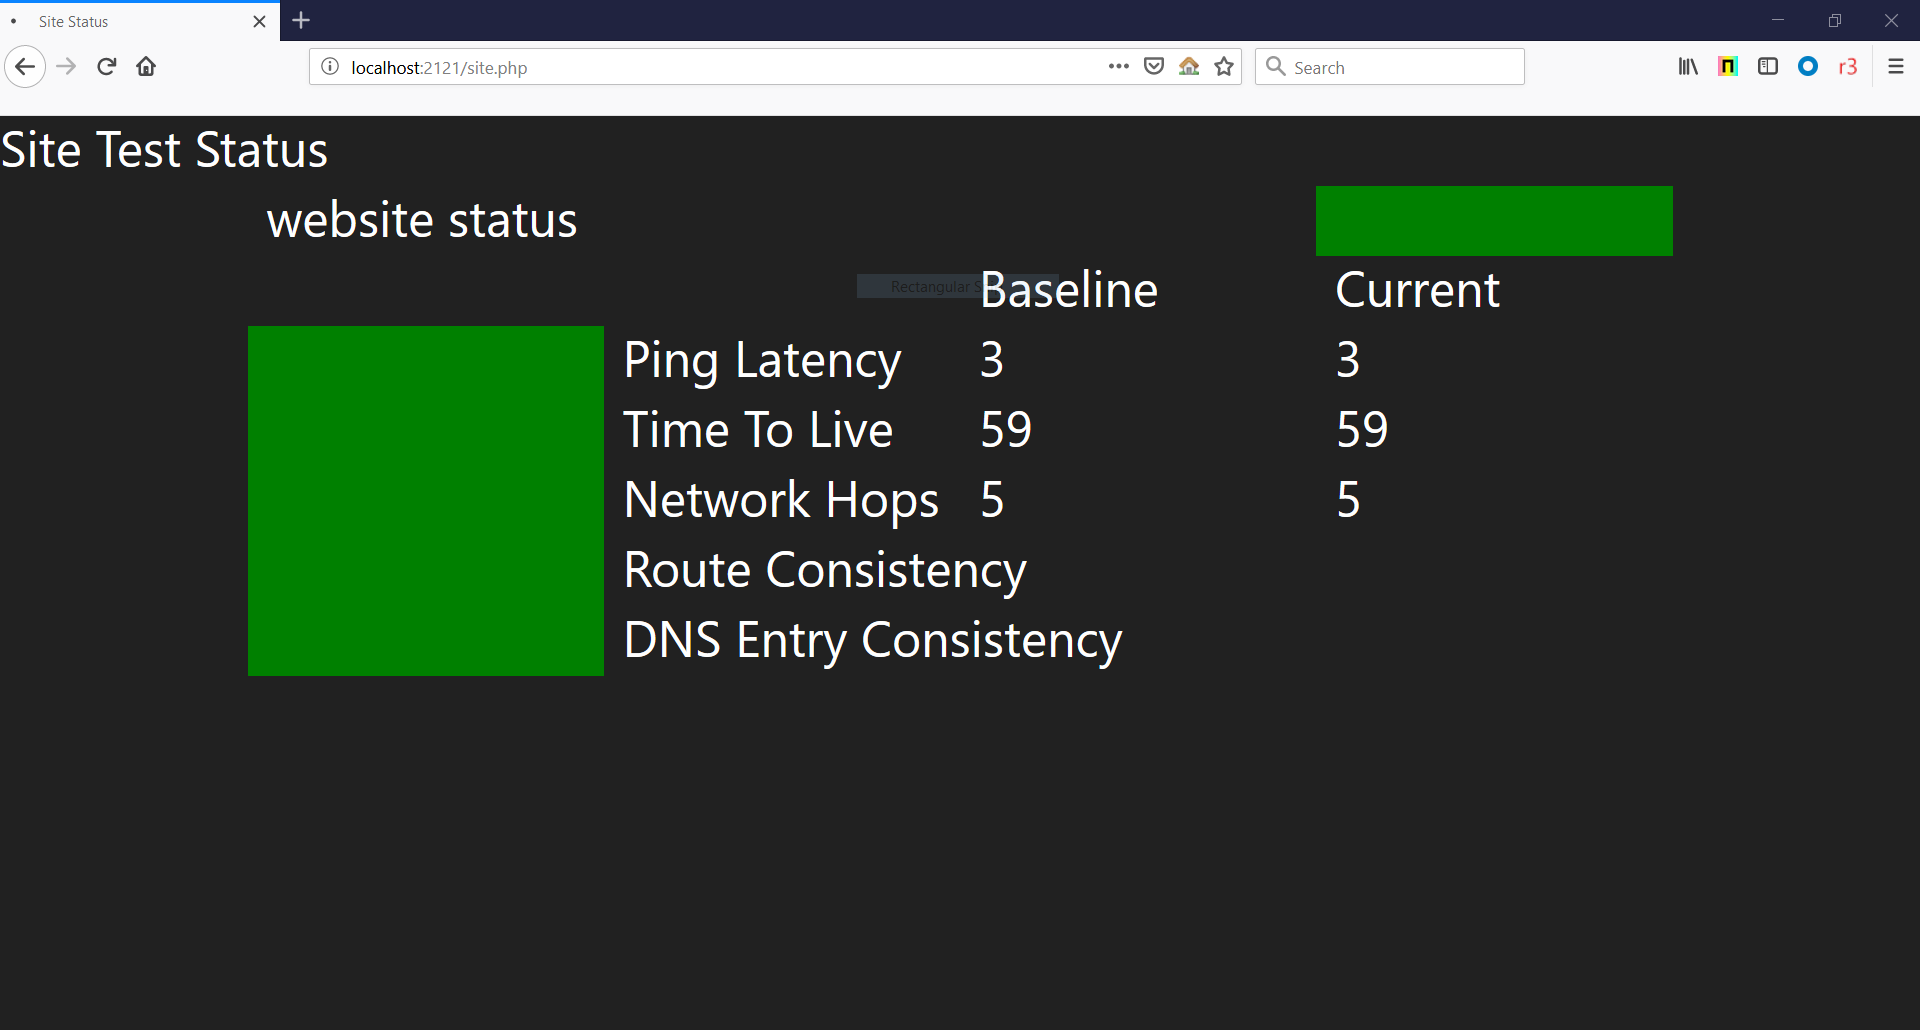 Site Status
localhost:2121/site.php
Search
r3
Site Test Status
website status
Rectangular
Baseline Current
Ping Latency 3 3
Time To Live 59 59
Network Hops 5 5
Route Consistency
DNS Entry Consistency